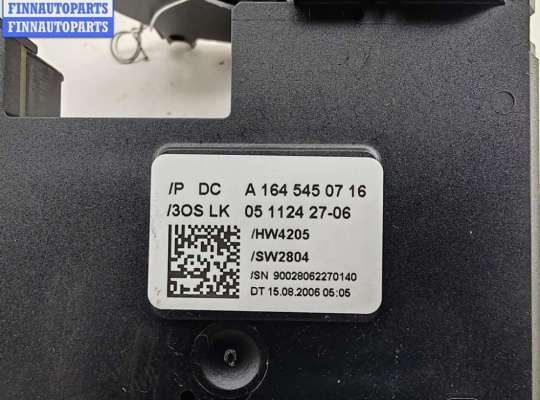 FINNAUTOPARTS
FINNAUTOPARTS
/P DC A 164 545 07 16
/3OS LK 05 1124 27-06
/HW4205
/SW2804
/SN 90028062270140
DT 15.08.2006 05:05